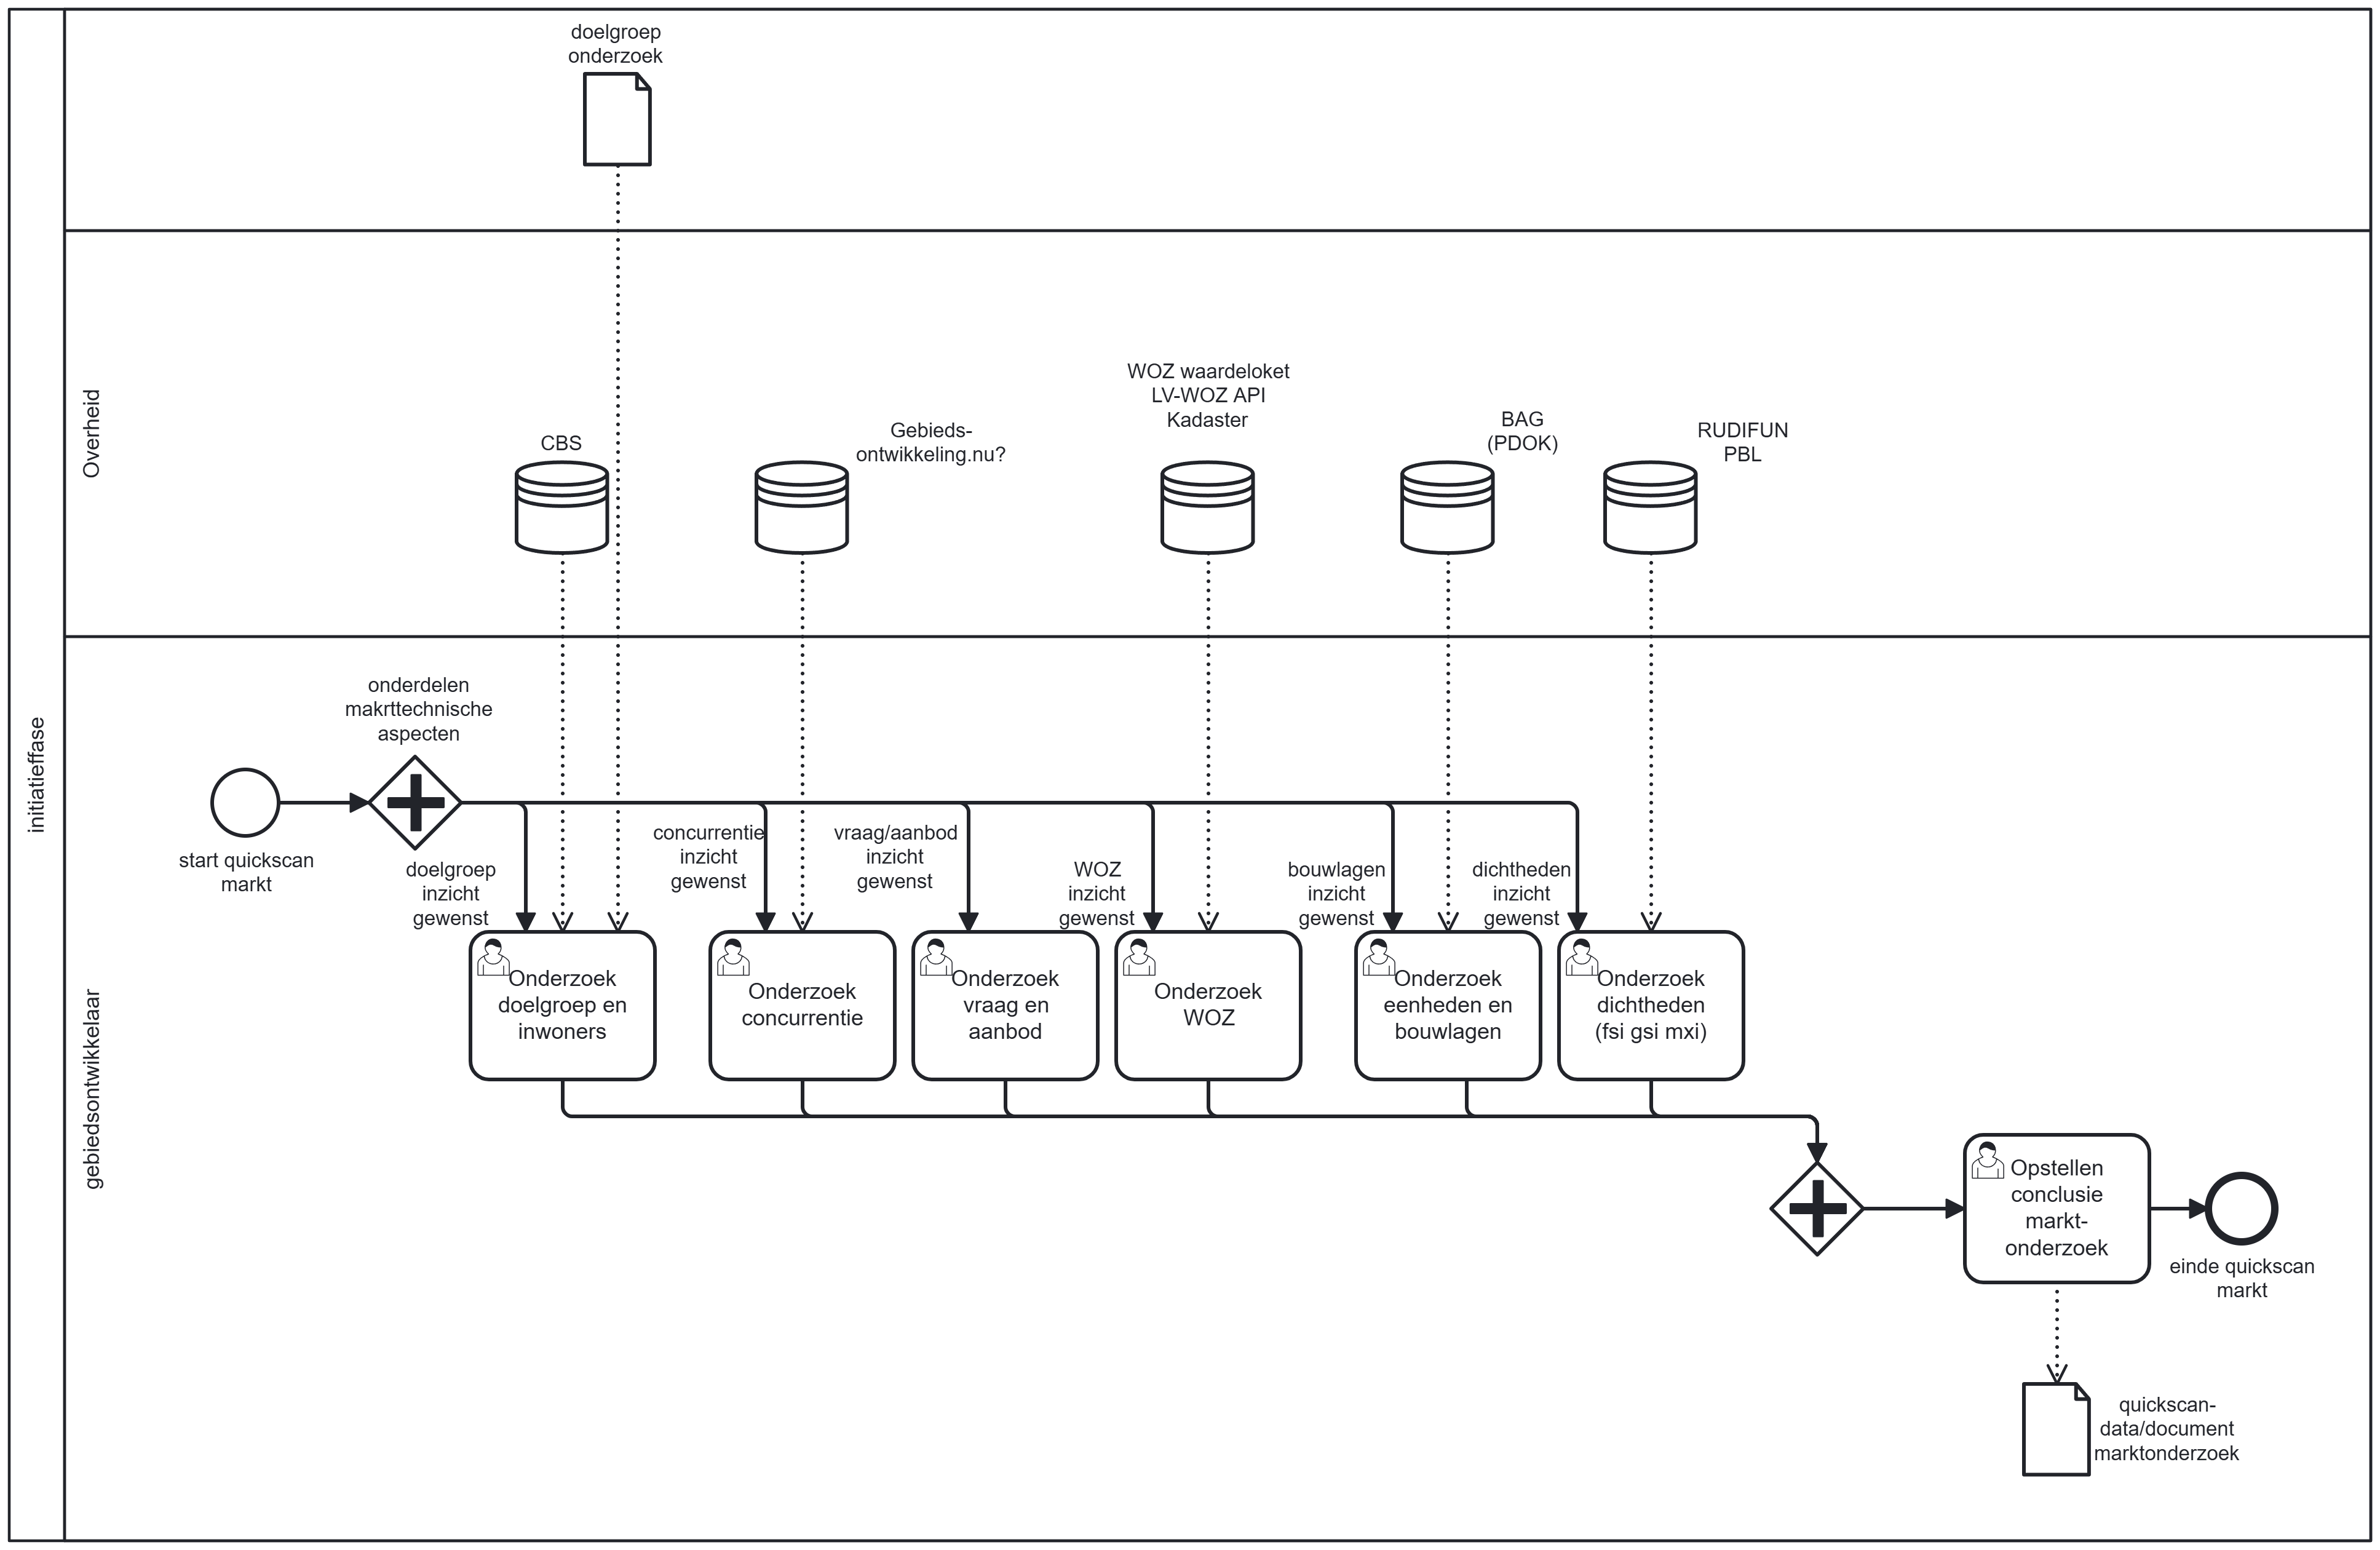 doelgroep
onderzoek
initiatieffase
Overheid
CBS
Gebieds-
ontwikkeling.nu?
WOZ waardeloket
LV-WOZ API
Kadaster
BAG
(PDOK)
RUDIFUN
PBL
gebiedsontwikkelaar
start quickscan
markt
onderdelen
makrttechnische
aspecten
doelgroep
inzicht
gewenst
concurrentie
inzicht
gewenst
vraag/aanbod
inzicht
gewenst
WOZ
inzicht
gewenst
bouwlagen
inzicht
gewenst
dichtheden
inzicht
gewenst
Onderzoek
doelgroep en
inwoners
Onderzoek
concurrentie
Onderzoek
vraag en
aanbod
Onderzoek
WOZ
Onderzoek
eenheden en
bouwlagen
Onderzoek
dichtheden
(fsi gsi mxi)
Opstellen
conclusie
markt-
onderzoek
einde quickscan
markt
quickscan-
data/document
marktonderzoek